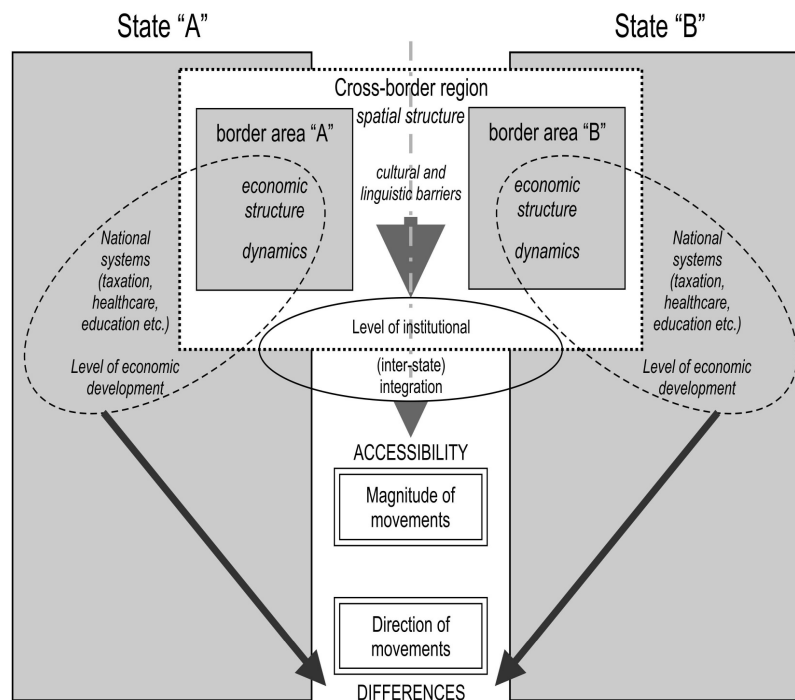 State “A”
State “B”
Cross-border region
spatial structure
border area “A”
border area “B”
cultural and
linguistic barriers
economic
structure
dynamics
economic
structure
dynamics
National
systems
(taxation,
healthcare,
education etc.)
Level of economic
development
National
systems
(taxation,
healthcare,
education etc.)
Level of economic
development
Level of institutional
(inter-state)
integration
ACCESSIBILITY
Magnitude of
movements
Direction of
movements
DIFFERENCES